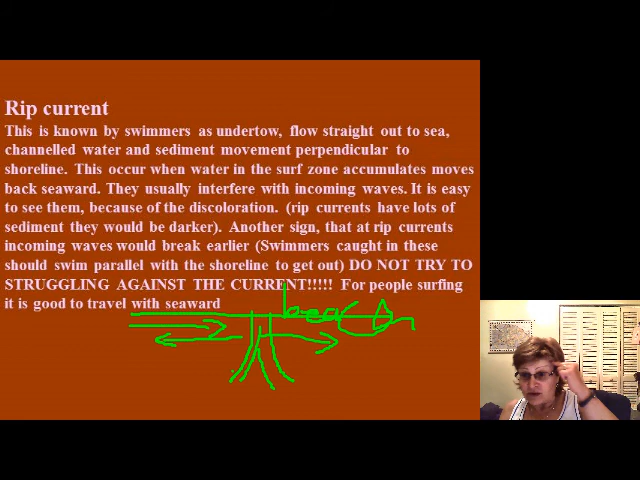 Rip current
This is known by swimmers as undertow, flow straight out to sea,
channelled water and sediment movement perpendicular to
shoreline. This occur when water in the surf zone accumulates moves
back seaward. They usually interfere with incoming waves. It is easy
to see them, because of the discoloration. (rip currents have lots of
sediment they would be darker). Another sign, that at rip currents
incoming waves would break earlier (Swimmers caught in these
should swim parallel with the shoreline to get out) DO NOT TRY TO
STRUGGLING AGAINST THE CURRENT!!!!! For people surfing
it is good to travel with seaward
beach